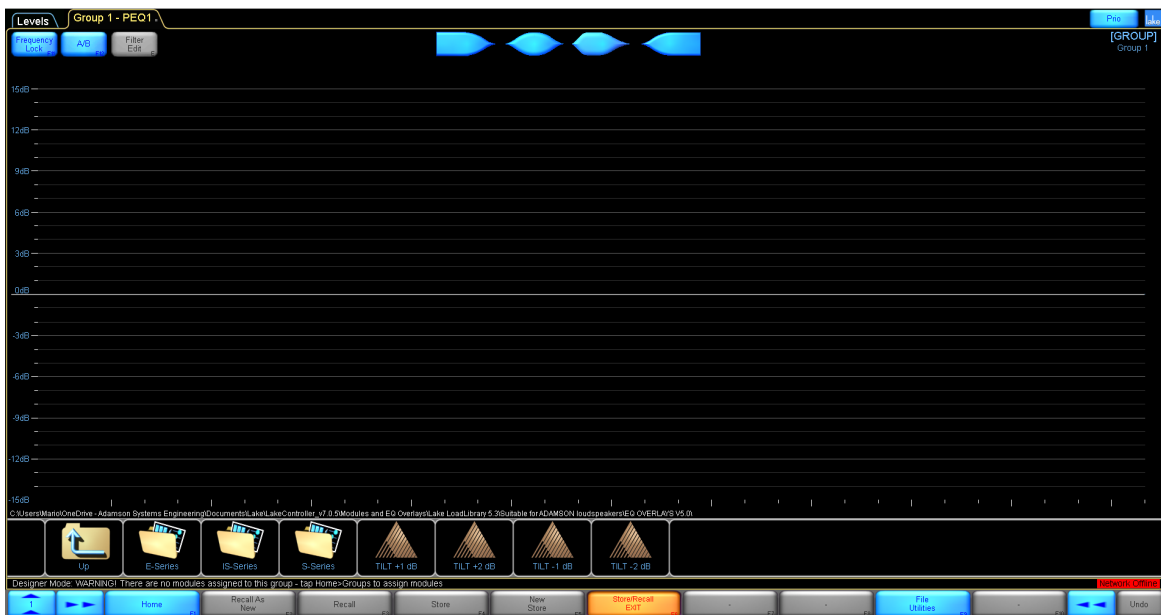 Levels
Group 1 - PEQ1
Prio
lake
Frequency
Lock
A/B
Filter
Edit
[GROUP]
Group 1
15dB
12dB
9dB
6dB
3dB
0dB
-3dB
-6dB
-9dB
-12dB
-15dB
C:\Users\Mario\OneDrive - Adamson Systems Engineering\Documents\Lake\LakeController_v7.0.5\Modules and EQ Overlays\Lake LoadLibrary 5.3\Suitable for ADAMSON loudspeakers\EQ OVERLAYS V5.0\
Up
E-Series
IS-Series
S-Series
TILT +1 dB
TILT +2 dB
TILT -1 dB
TILT -2 dB
Designer Mode: WARNING! There are no modules assigned to this group - tap Home>Groups to assign modules
Network Offline
1
Home
Recall As
New
Recall
Store
New
Store
Store/Recall
EXIT
File
Utilities
Undo